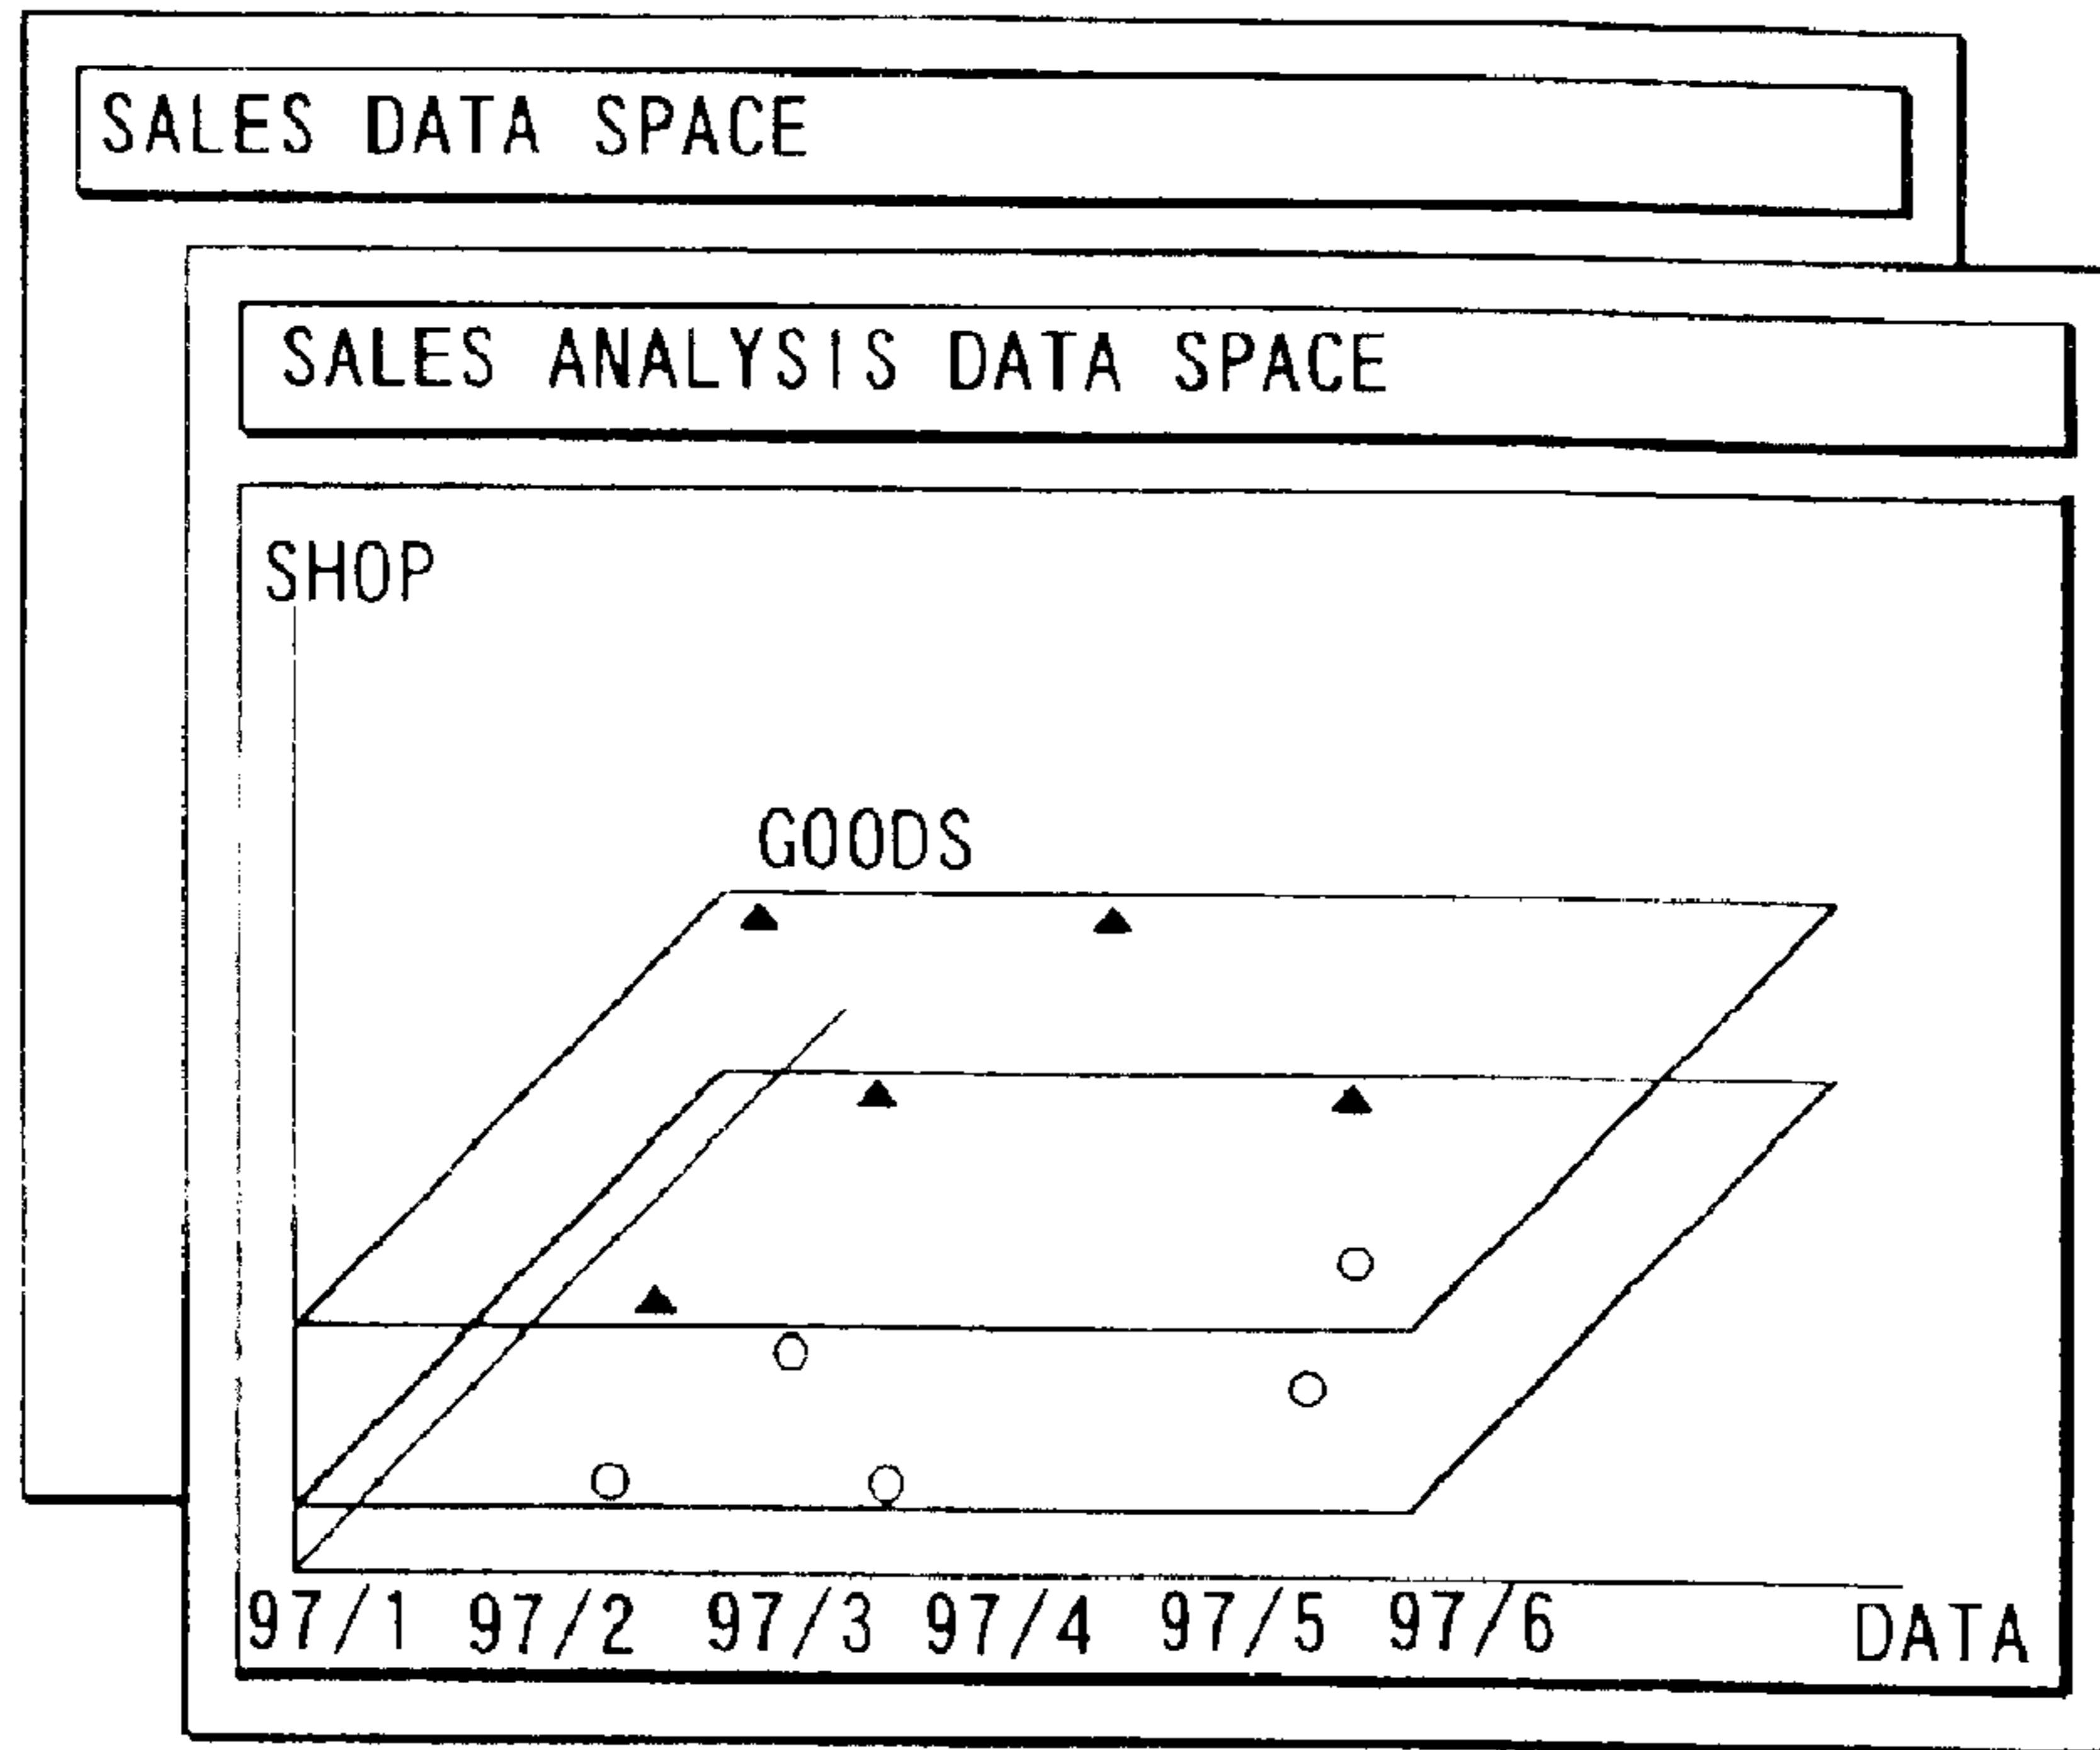 SALES DATA SPACE
SALES ANALYSIS DATA SPACE
SHOP
GOODS
97/1 97/2 97/3 97/4 97/5 97/6
DATA